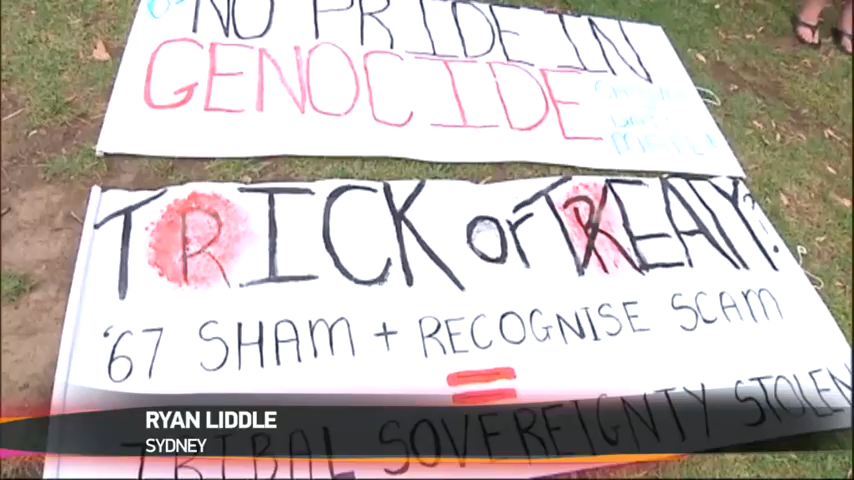 NO PRIDE IN
GENOCIDE
TRICK or TREATY?!
'67 SHAM + RECOGNISE SCAM
=
TRIBAL SOVEREIGNTY STOLEN
RYAN LIDDLE
SYDNEY